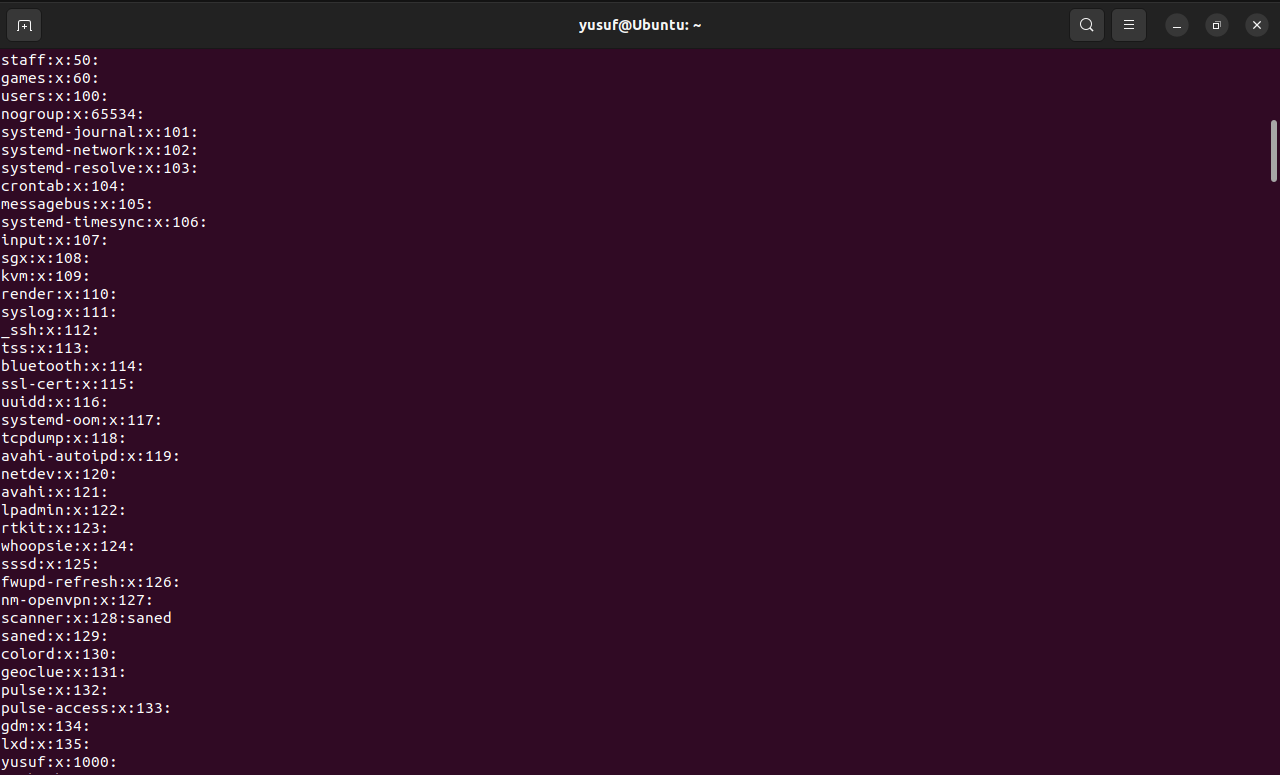 yusuf@Ubuntu: ~
staff:x:50:
games:x:60:
users:x:100:
nogroup:x:65534:
systemd-journal:x:101:
systemd-network:x:102:
systemd-resolve:x:103:
crontab:x:104:
messagebus:x:105:
systemd-timesync:x:106:
input:x:107:
sgx:x:108:
kvm:x:109:
render:x:110:
syslog:x:111:
_ssh:x:112:
tss:x:113:
bluetooth:x:114:
ssl-cert:x:115:
uuidd:x:116:
systemd-oom:x:117:
tcpdump:x:118:
avahi-autoipd:x:119:
netdev:x:120:
avahi:x:121:
lpadmin:x:122:
rtkit:x:123:
whoopsie:x:124:
sssd:x:125:
fwupd-refresh:x:126:
nm-openvpn:x:127:
scanner:x:128:saned
saned:x:129:
colord:x:130:
geoclue:x:131:
pulse:x:132:
pulse-access:x:133:
gdm:x:134:
lxd:x:135:
yusuf:x:1000: